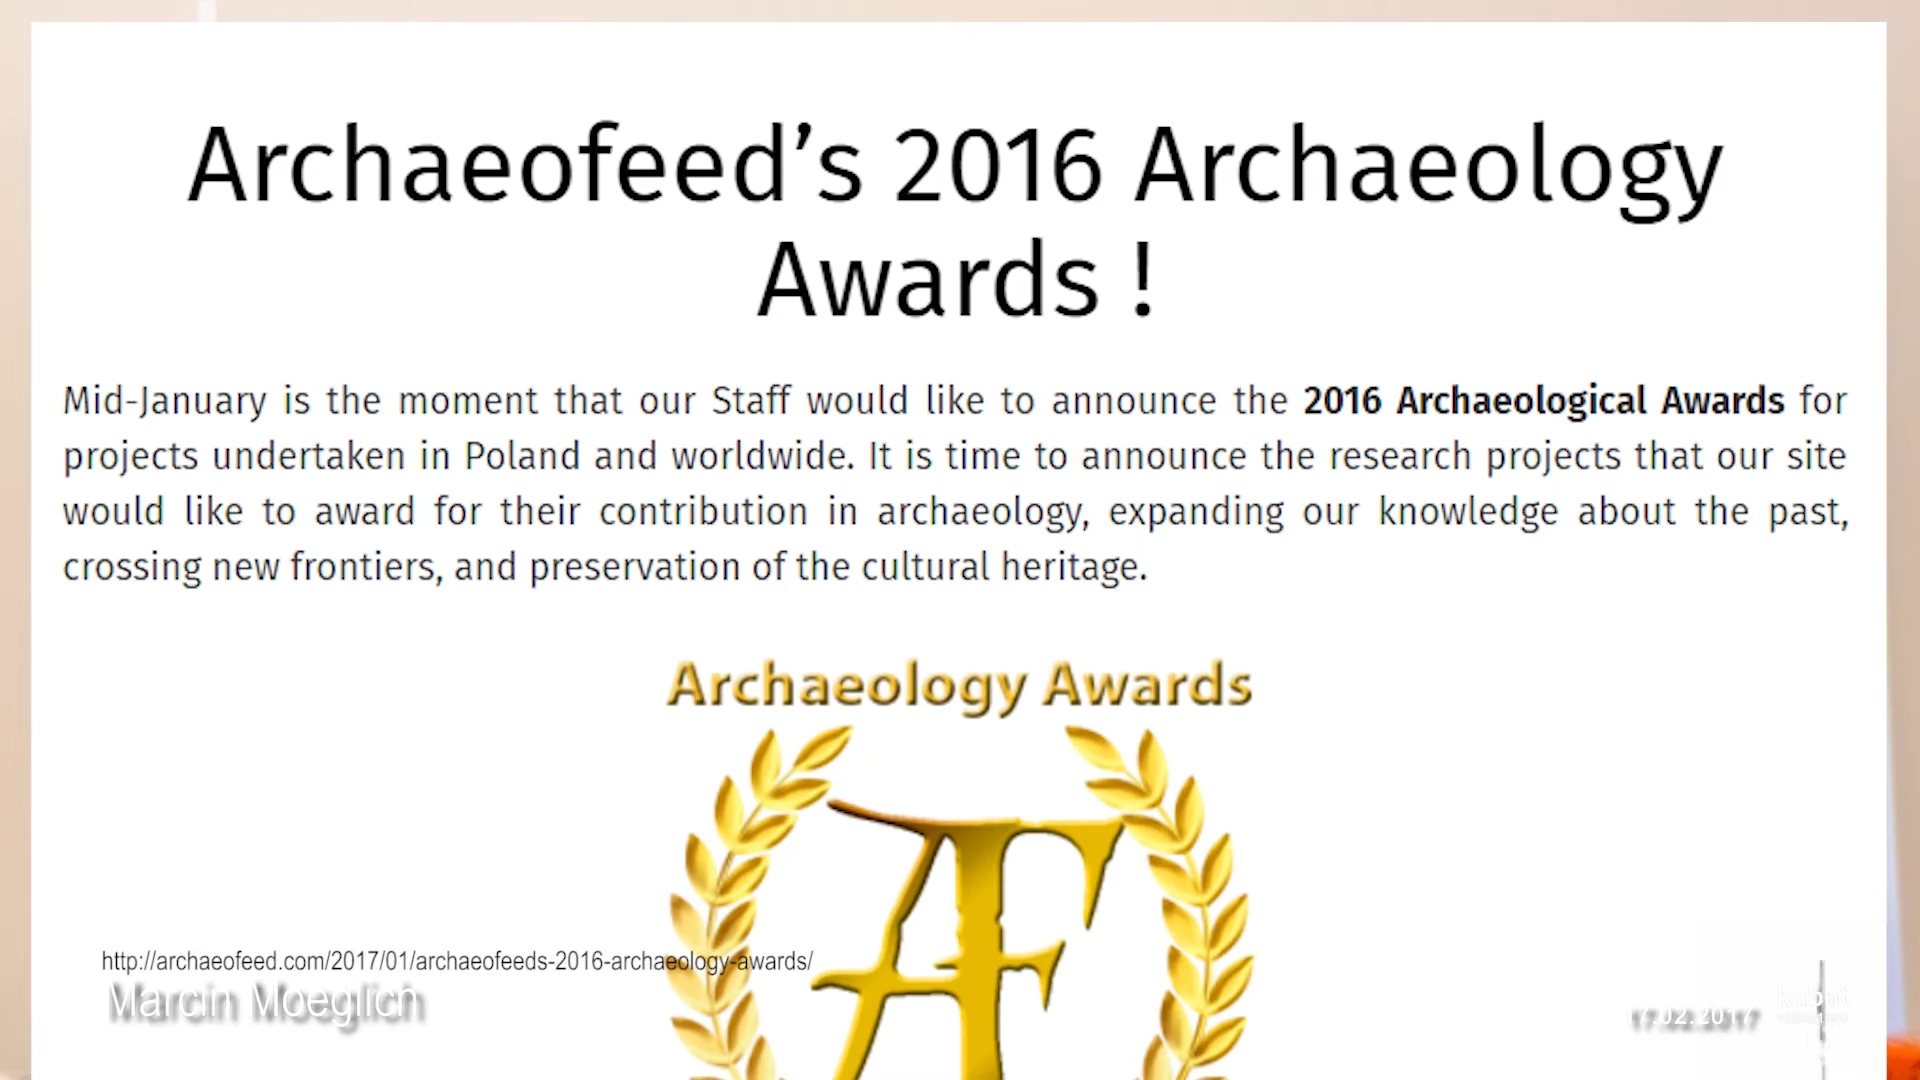 Archaeofeed’s 2016 Archaeology
Awards !
Mid-January is the moment that our Staff would like to announce the 2016 Archaeological Awards for
projects undertaken in Poland and worldwide. It is time to announce the research projects that our site
would like to award for their contribution in archaeology, expanding our knowledge about the past,
crossing new frontiers, and preservation of the cultural heritage.
Archaeology Awards
AF
http://archaeofeed.com/2017/01/archaeofeeds-2016-archaeology-awards/
Marcin Moeglich
17.02.2017